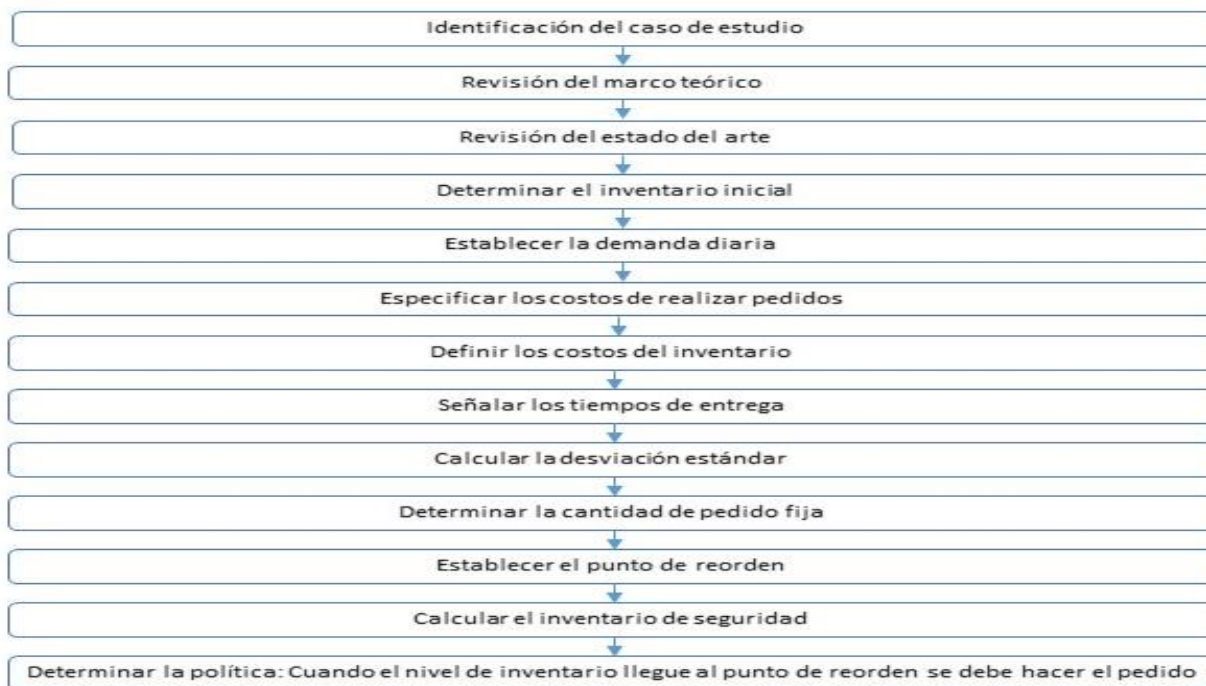 Identificación del caso de estudio
Revisión del marco teórico
Revisión del estado del arte
Determinar el inventario inicial
Establecer la demanda diaria
Especificar los costos de realizar pedidos
Definir los costos del inventario
Señalar los tiempos de entrega
Calcular la desviación estándar
Determinar la cantidad de pedido fija
Establecer el punto de reorden
Calcular el inventario de seguridad
Determinar la política: Cuando el nivel de inventario llegue al punto de reorden se debe hacer el pedido